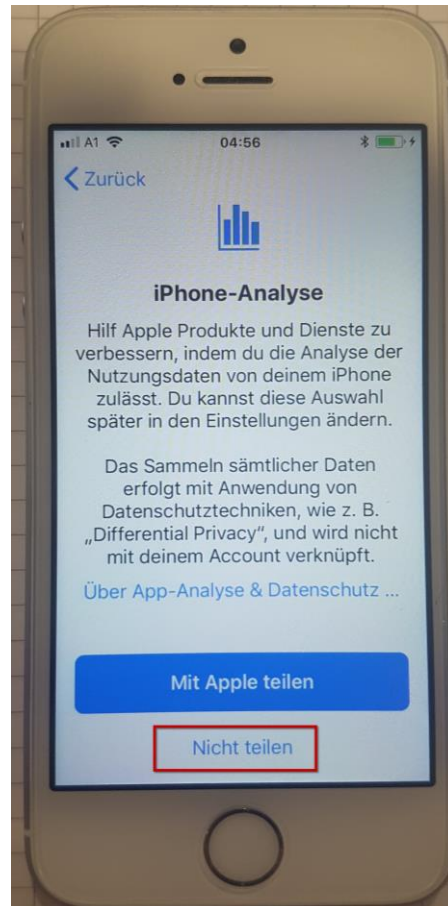 A1 04:56
Zurück
iPhone-Analyse
Hilf Apple Produkte und Dienste zu
verbessern, indem du die Analyse der
Nutzungsdaten von deinem iPhone
zulässt. Du kannst diese Auswahl
später in den Einstellungen ändern.
Das Sammeln sämtlicher Daten
erfolgt mit Anwendung von
Datenschutztechniken, wie z. B.
„Differential Privacy“, und wird nicht
mit deinem Account verknüpft.
Über App-Analyse & Datenschutz ...
Mit Apple teilen
Nicht teilen